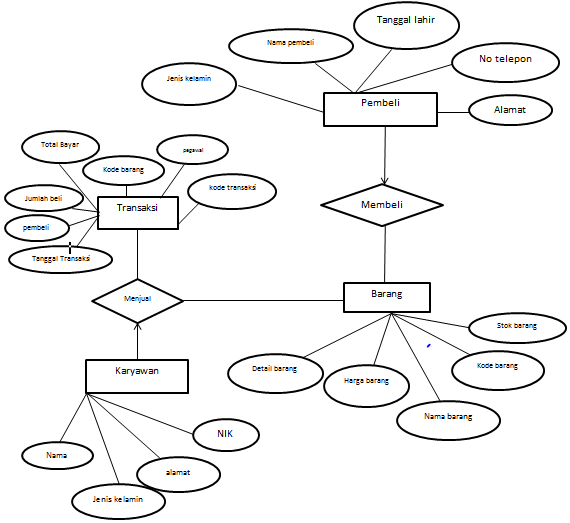 Tanggal lahir
Nama pembeli
No telepon
Jenis kelamin
Pembeli
Alamat
Total Bayar
pegawai
Kode barang
kode transaksi
Jumlah beli
Transaksi
Membeli
pembeli
Tanggal Transaksi
Menjual
Barang
Stok barang
Detail barang
Kode barang
Karyawan
Harga barang
Nama barang
NIK
Nama
alamat
Jenis kelamin